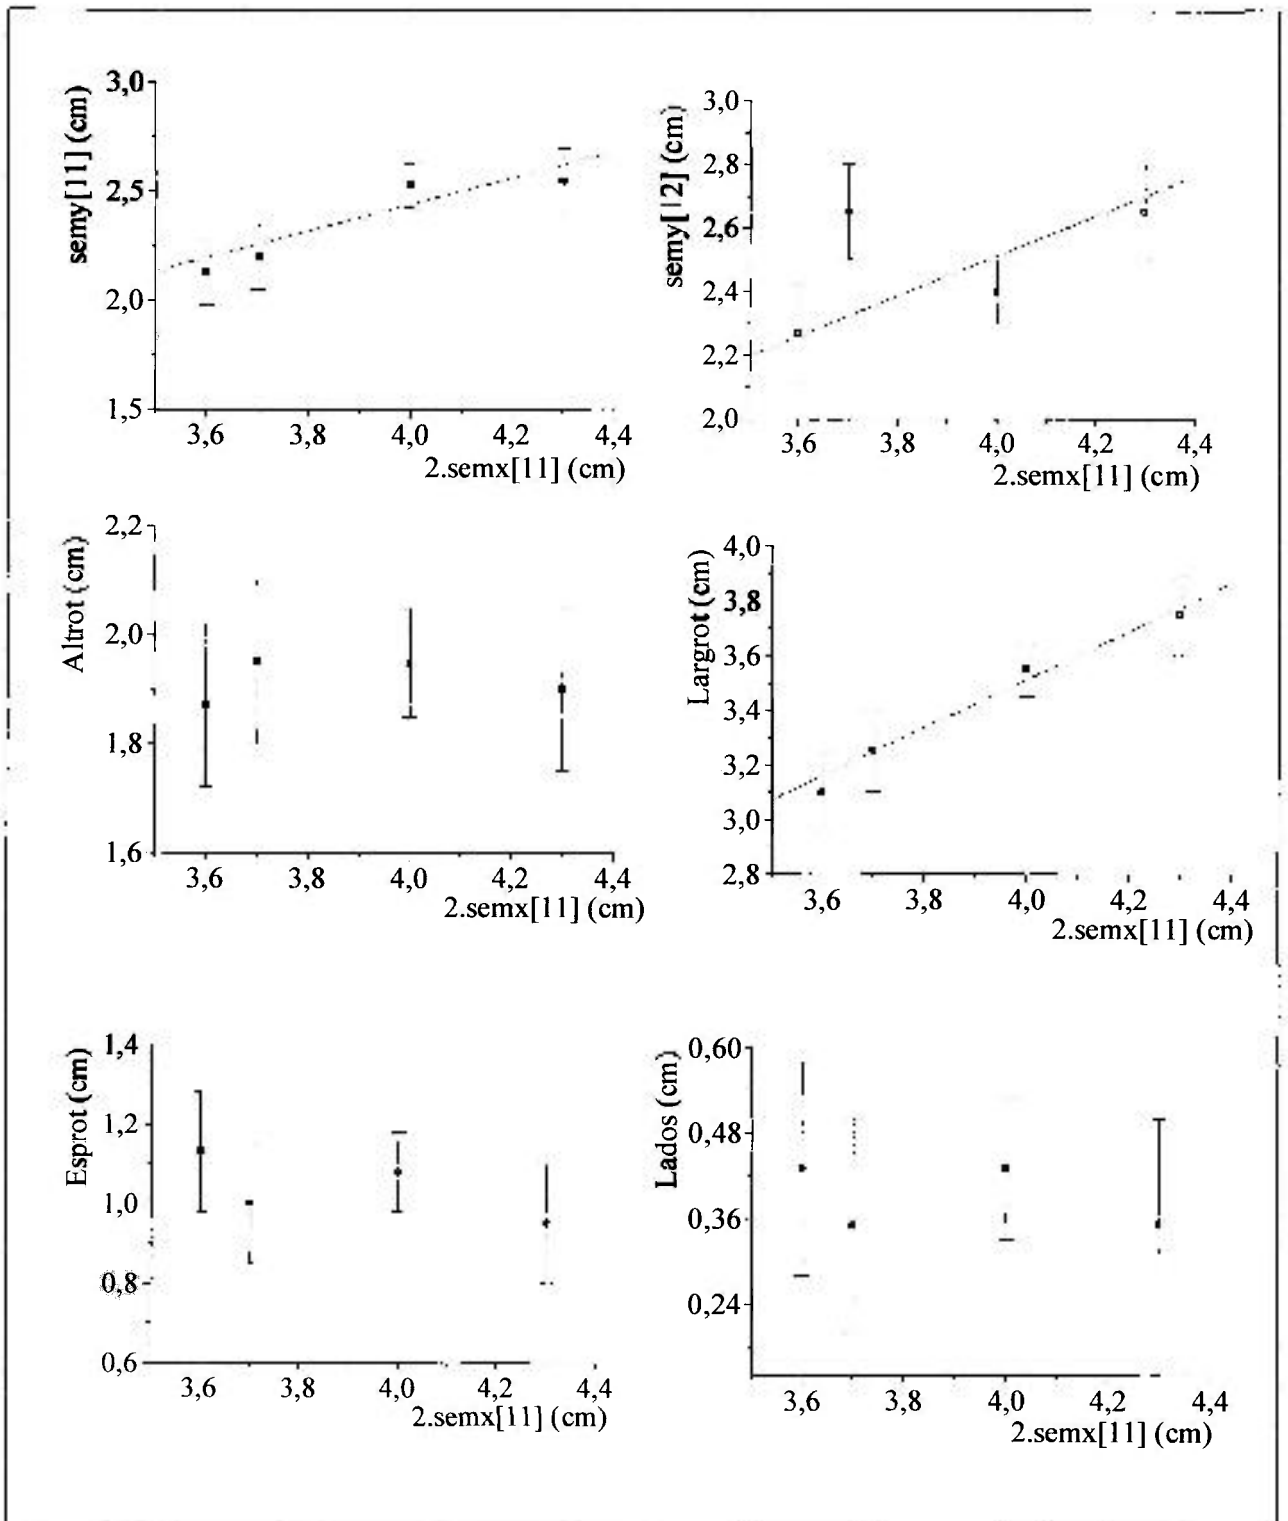 3,0
semy[11] (cm)
2,5
2,0
1,5
3,6 3,8 4,0 4,2 4,4
2.semx[11] (cm)
3,0
semy[12] (cm)
2,8
2,6
2,4
2,2
2,0
3,6 3,8 4,0 4,2 4,4
2.semx[11] (cm)
2,2
Altrot (cm)
2,0
1,8
1,6
3,6 3,8 4,0 4,2 4,4
2.semx[11] (cm)
4,0
Largrot (cm)
3,8
3,6
3,4
3,2
3,0
2,8
3,6 3,8 4,0 4,2 4,4
2.semx[11] (cm)
1,4
Esprot (cm)
1,2
1,0
0,8
0,6
3,6 3,8 4,0 4,2 4,4
2.semx[11] (cm)
0,60
Lados (cm)
0,48
0,36
0,24
3,6 3,8 4,0 4,2 4,4
2.semx[11] (cm)